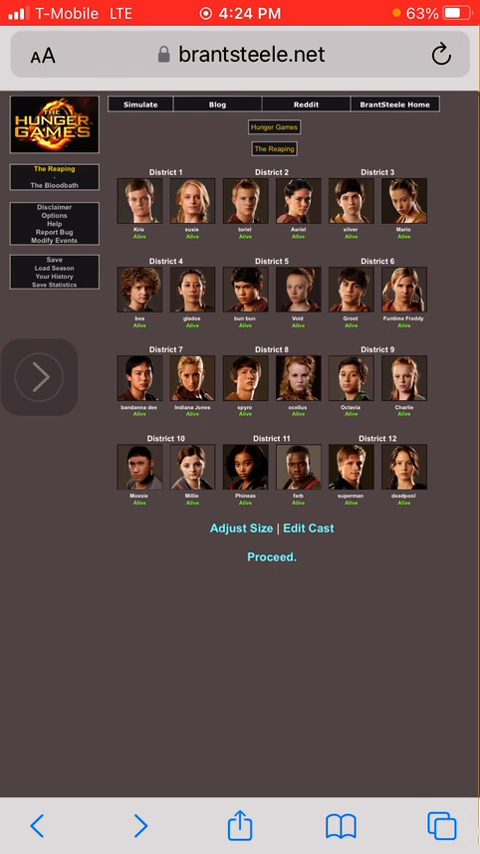 T-Mobile LTE 4:24 PM 63%
AA brantsteele.net
THE HUNGER GAMES
Simulate Blog Reddit BrantSteele Home
Hunger Games
The Reaping
The Reaping
-
The Bloodbath
Disclaimer
Options
Help
Report Bug
Modify Events
Save
Load Season
Your History
Save Statistics
District 1 District 2 District 3
Kris susie toriel Asriel silver Mario
Alive Alive Alive Alive Alive Alive
District 4 District 5 District 6
bea glados bun bun Void Groot Funtime Freddy
Alive Alive Alive Alive Alive Alive
District 7 District 8 District 9
bandanna dee Indiana Jones spyro ocellus Octavia Charlie
Alive Alive Alive Alive Alive Alive
District 10 District 11 District 12
Moxxie Millie Phineas ferb superman deadpool
Alive Alive Alive Alive Alive Alive
Adjust Size | Edit Cast
Proceed.